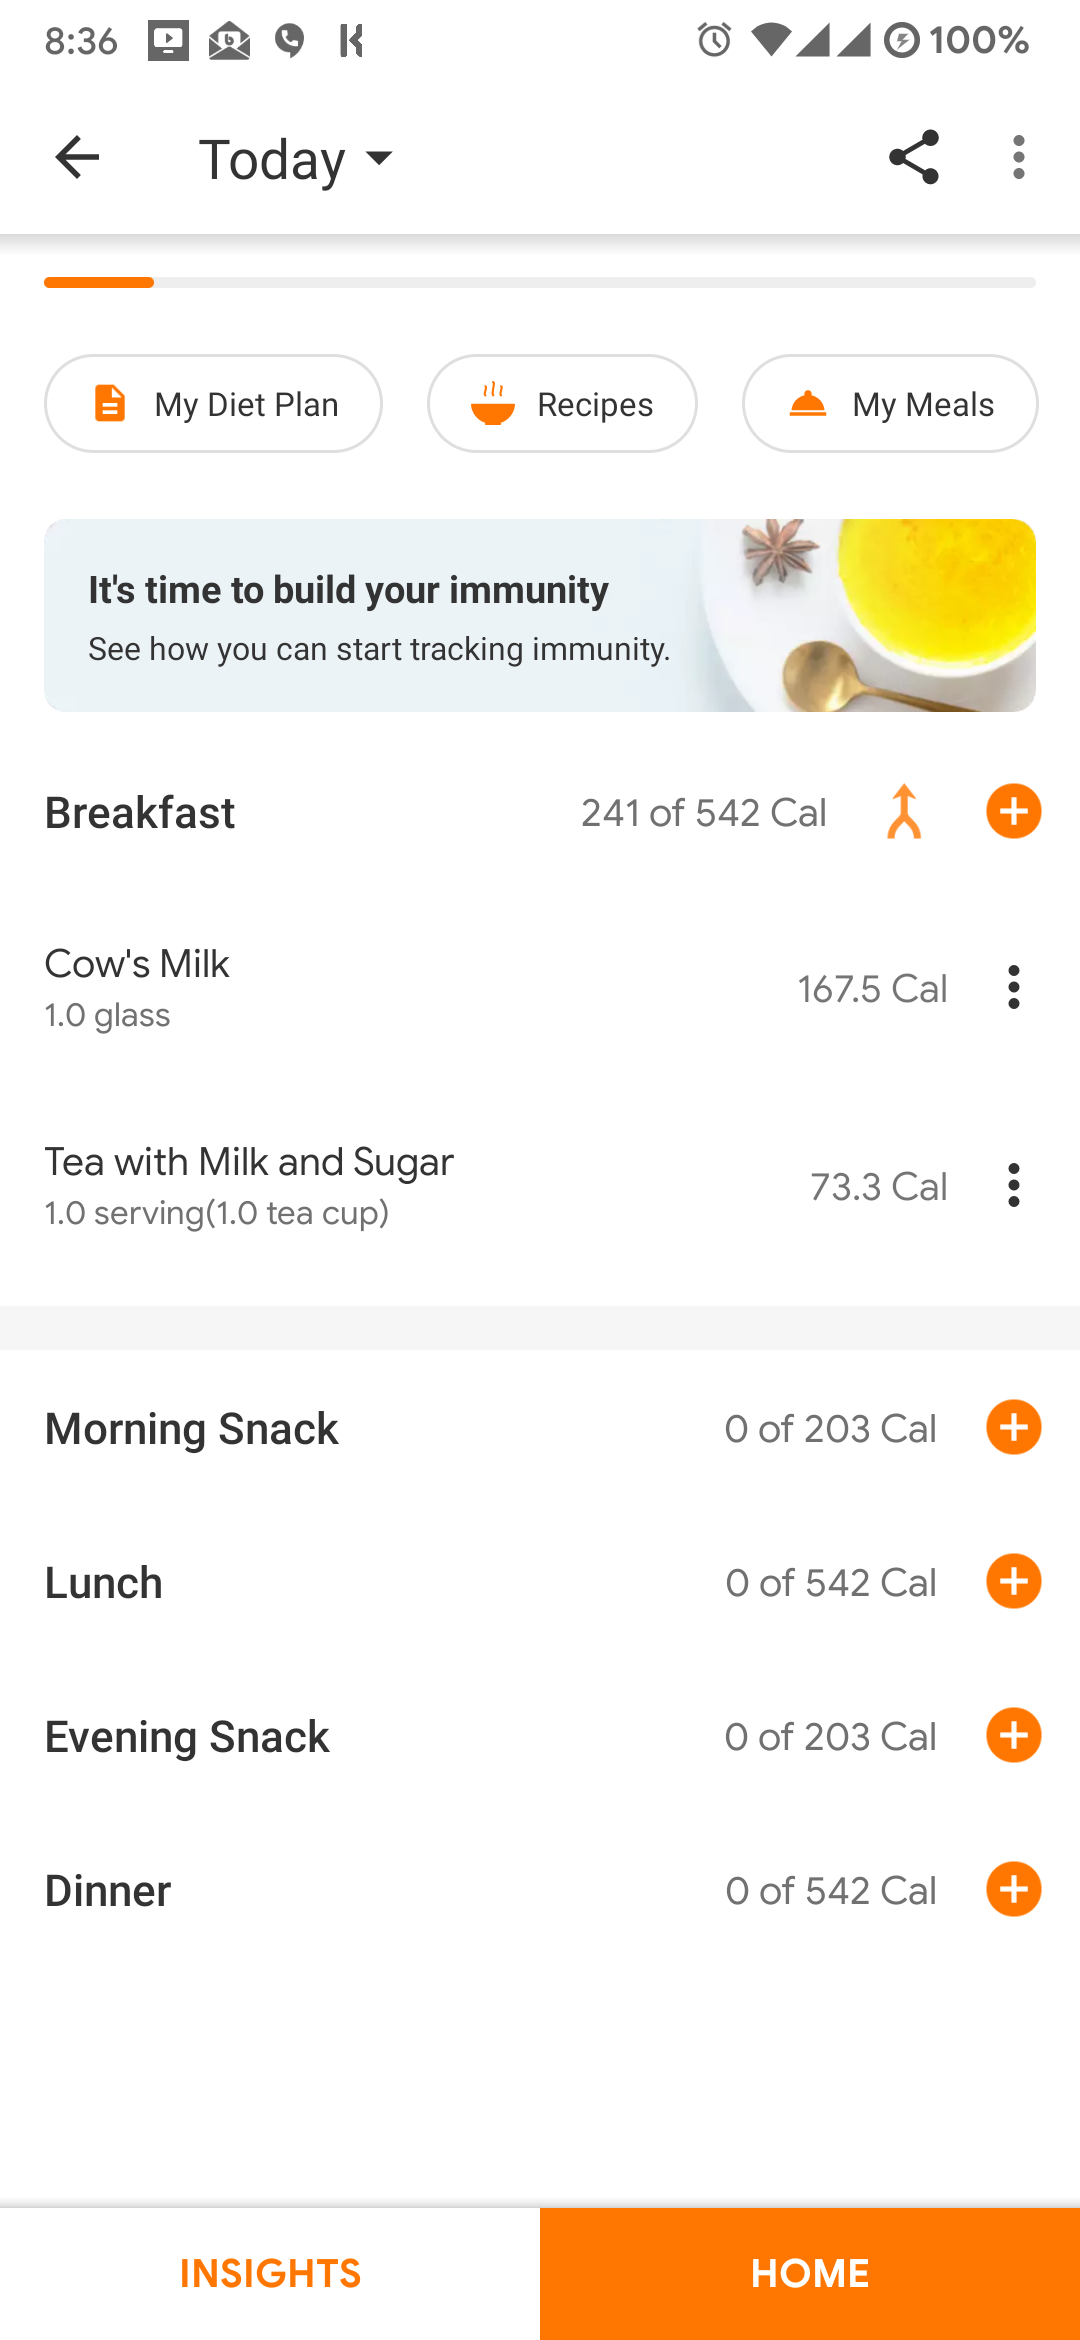 8:36
100%
Today
My Diet Plan
Recipes
My Meals
It's time to build your immunity
See how you can start tracking immunity.
Breakfast
241 of 542 Cal
Cow's Milk
1.0 glass
167.5 Cal
Tea with Milk and Sugar
1.0 serving(1.0 tea cup)
73.3 Cal
Morning Snack
0 of 203 Cal
Lunch
0 of 542 Cal
Evening Snack
0 of 203 Cal
Dinner
0 of 542 Cal
INSIGHTS
HOME